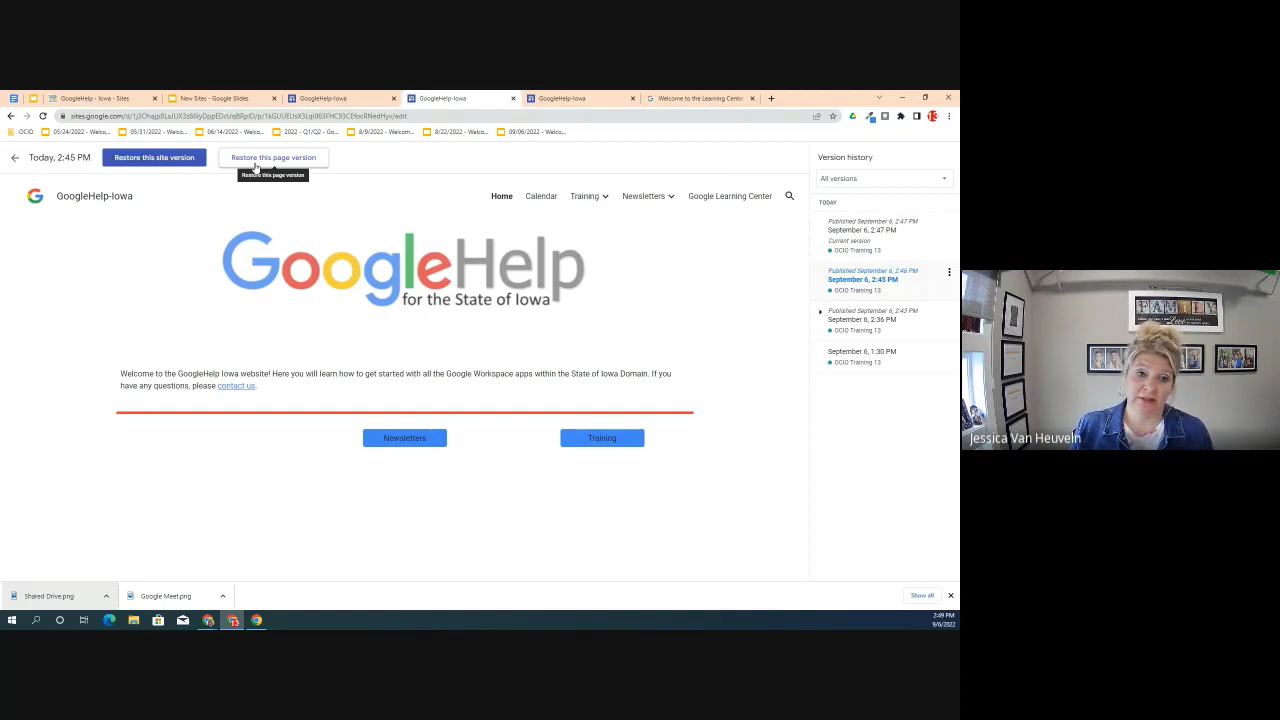 GoogleHelp - Iowa - Sites
New Sites - Google Slides
GoogleHelp-Iowa
GoogleHelp-Iowa
GoogleHelp-Iowa
Welcome to the Learning Cente
OCIO
05/24/2022 - Welco...
05/31/2022 - Welco...
06/14/2022 - Welco...
2022 - Q1/Q2 - Go...
8/9/2022 - Welcom...
8/22/2022 - Welco...
09/06/2022 - Welco...
Today, 2:45 PM
Restore this site version
Restore this page version
Restore this page version
Version history
All versions
GoogleHelp-Iowa
Home
Calendar
Training
Newsletters
Google Learning Center
GoogleHelp
for the State of Iowa
Welcome to the GoogleHelp Iowa website! Here you will learn how to get started with all the Google Workspace apps within the State of Iowa Domain. If you
have any questions, please contact us.
Newsletters
Training
TODAY
Published September 6, 2:47 PM
September 6, 2:47 PM
Current version
OCIO Training 13
Published September 6, 2:46 PM
September 6, 2:45 PM
OCIO Training 13
Published September 6, 2:43 PM
September 6, 2:36 PM
OCIO Training 13
September 6, 1:30 PM
OCIO Training 13
FAMILY
Jessica Van Heuveln
Shared Drive.png
Google Meet.png
Show all
2:49 PM
9/6/2022